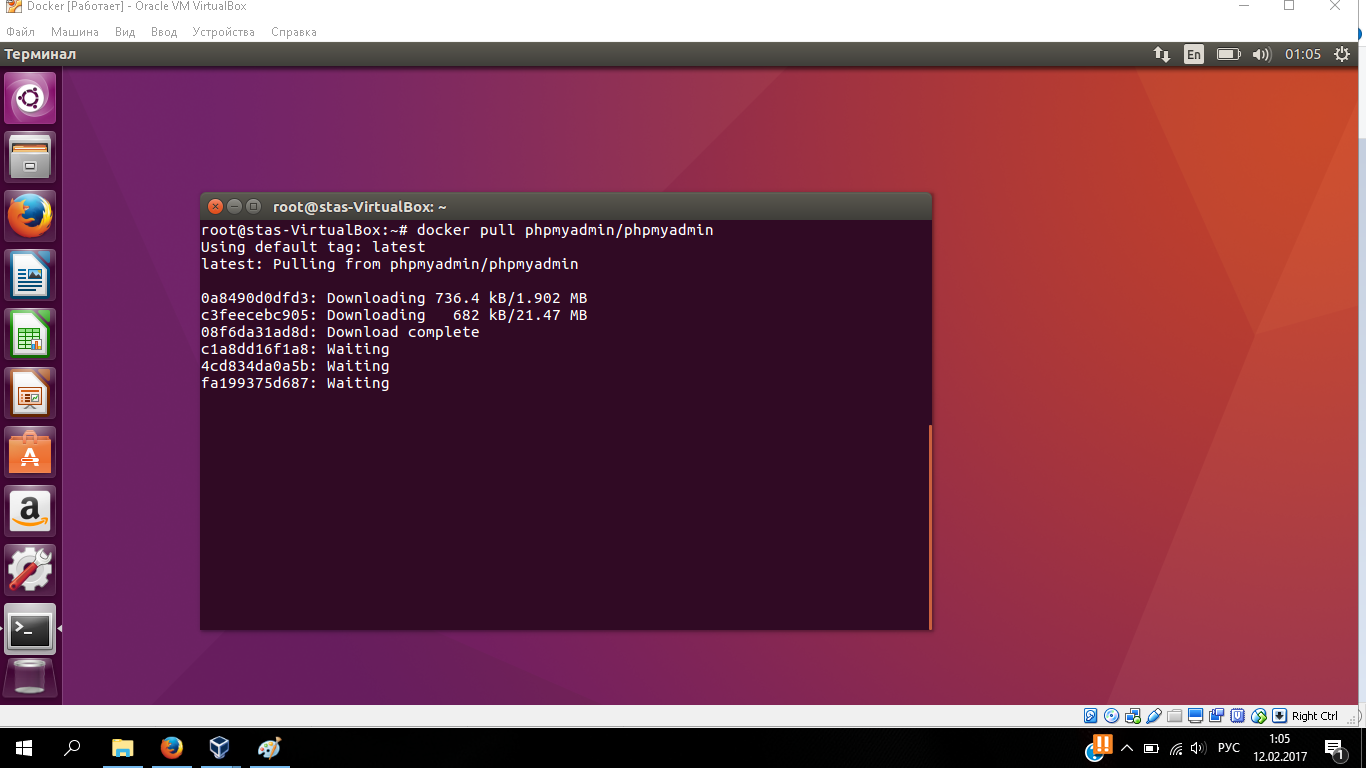 Docker [Работает] - Oracle VM VirtualBox
Файл Машина Вид Ввод Устройства Справка
Терминал
En
01:05
root@stas-VirtualBox: ~
root@stas-VirtualBox:~# docker pull phpmyadmin/phpmyadmin
Using default tag: latest
latest: Pulling from phpmyadmin/phpmyadmin
0a8490d0dfd3: Downloading 736.4 kB/1.902 MB
c3feecebc905: Downloading   682 kB/21.47 MB
08f6da31ad8d: Download complete
c1a8dd16f1a8: Waiting
4cd834da0a5b: Waiting
fa199375d687: Waiting
Right Ctrl
РУС
1:05
12.02.2017
1